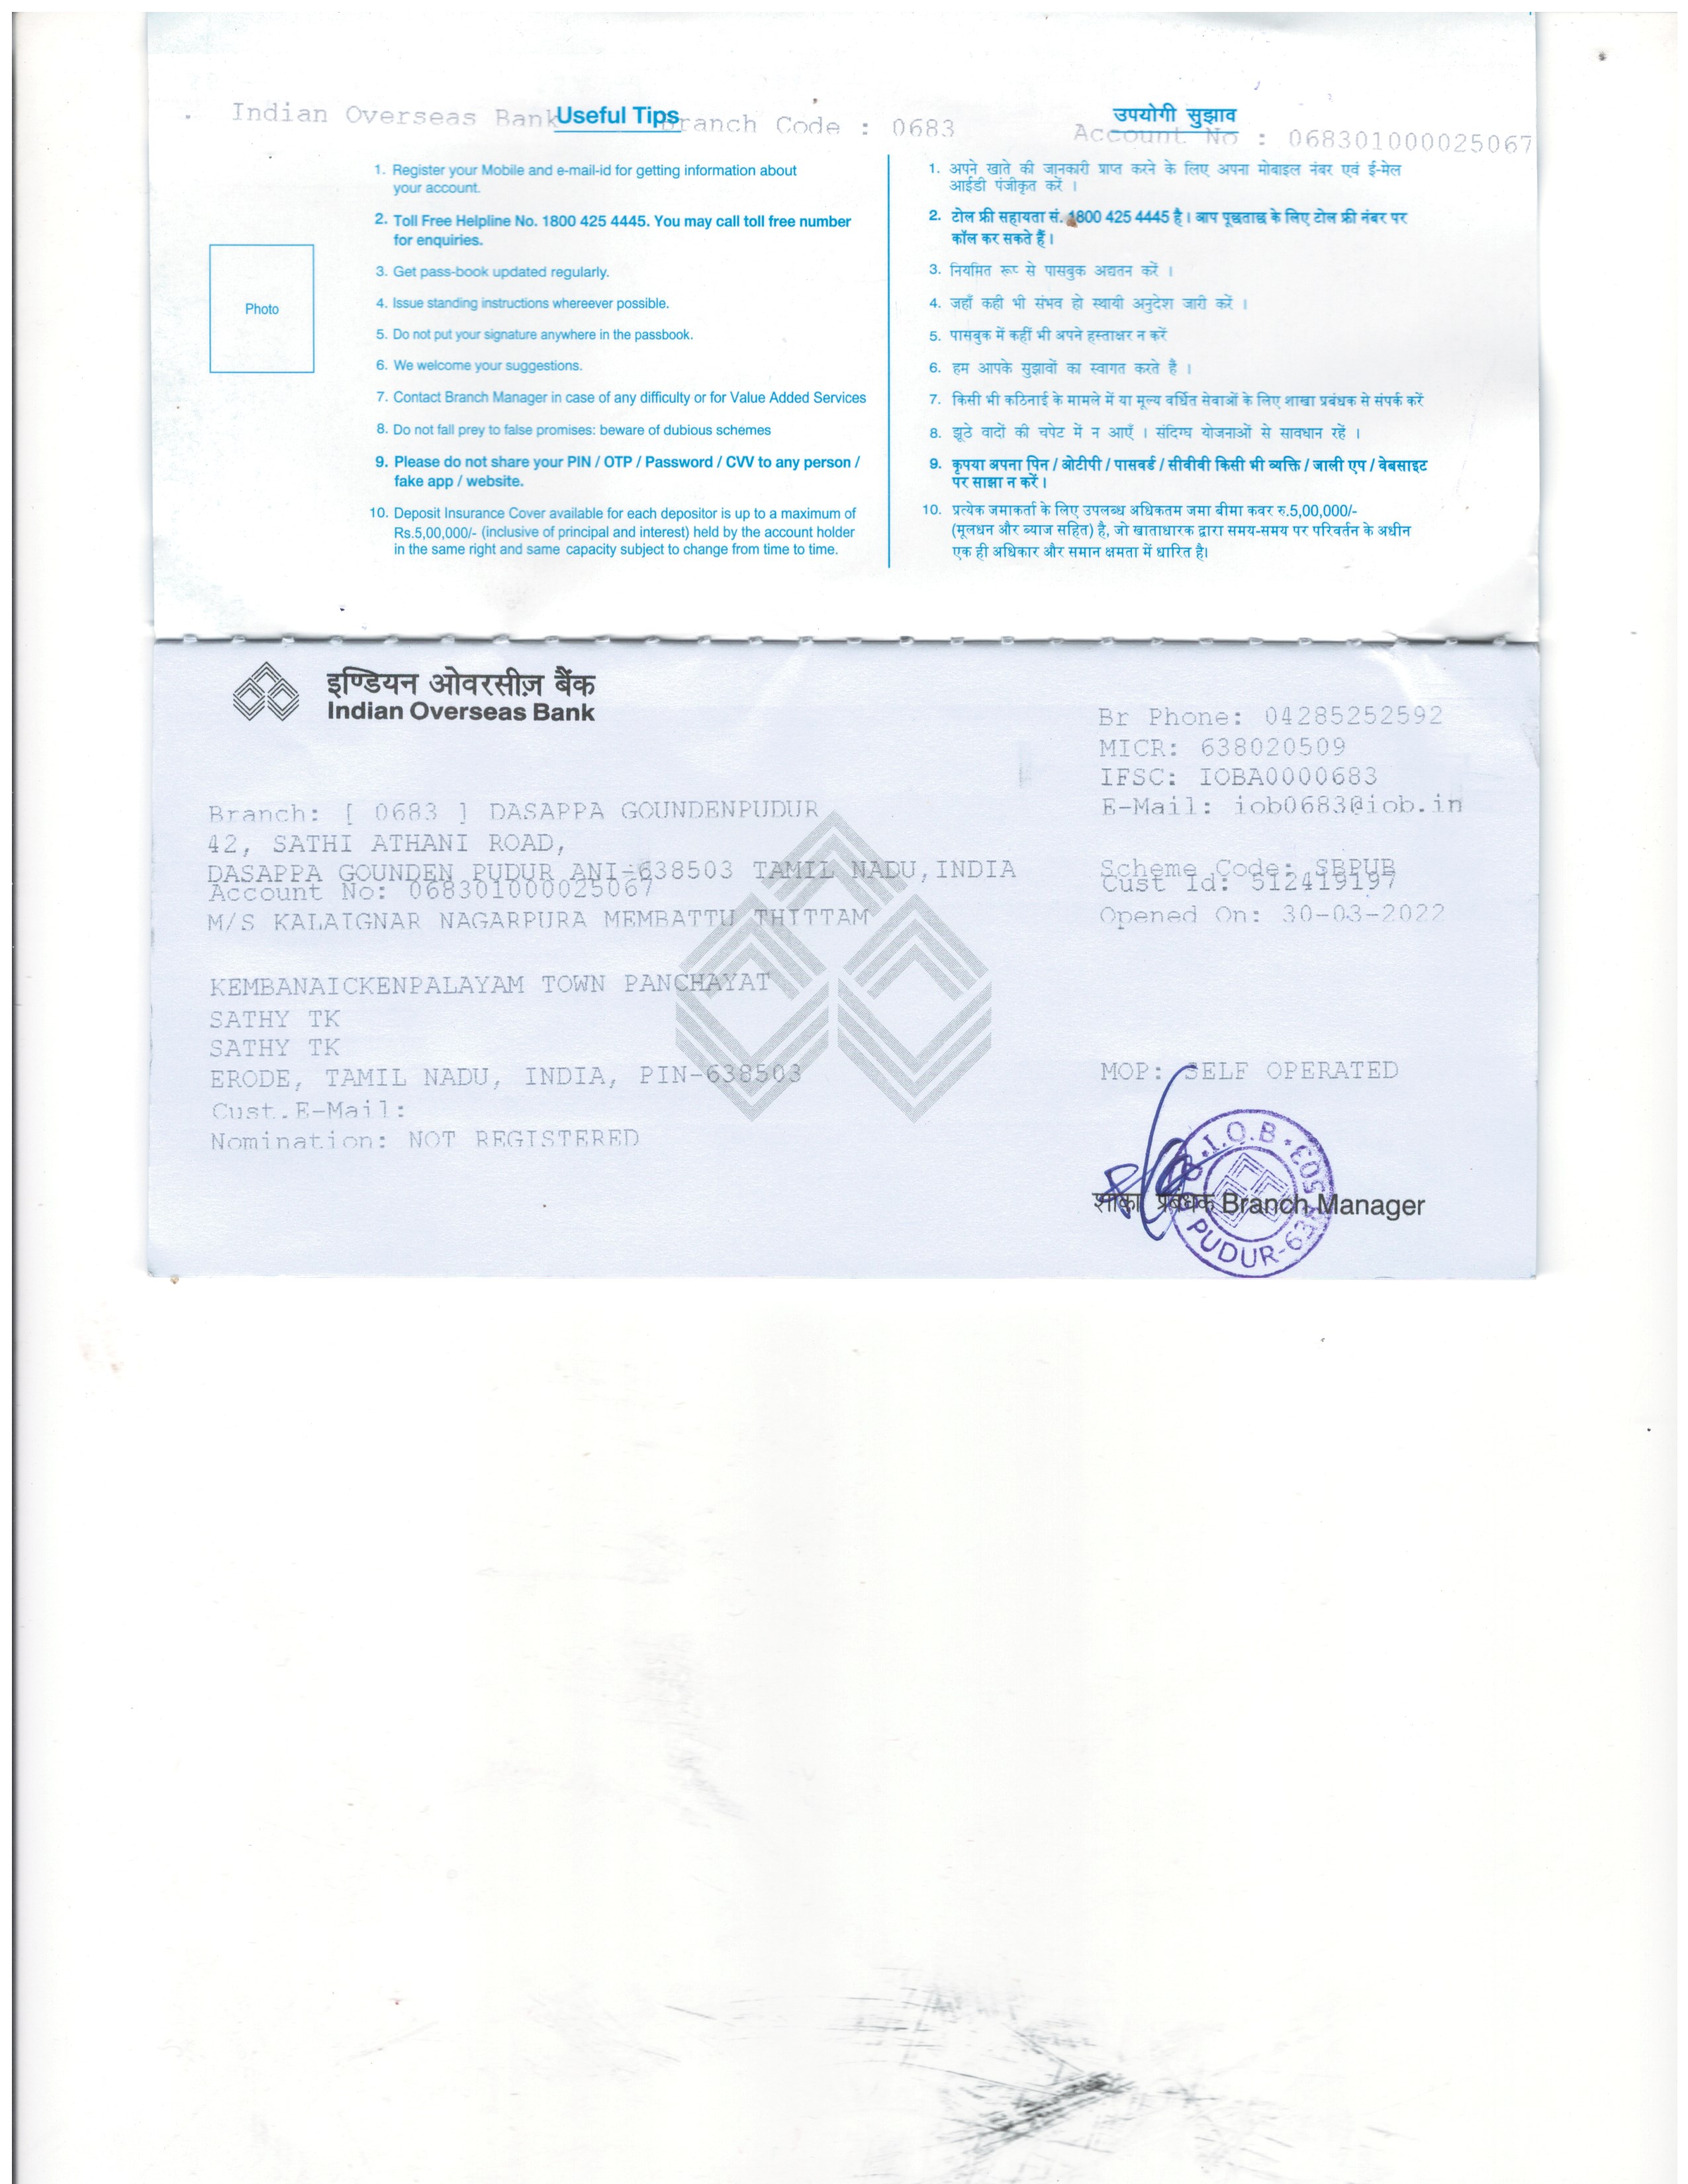 Indian Overseas Bank Branch Code : 0683 Account No : 068301000025067
Useful Tips
1. Register your Mobile and e-mail-id for getting information about
your account.
2. Toll Free Helpline No. 1800 425 4445. You may call toll free number
for enquiries.
3. Get pass-book updated regularly.
4. Issue standing instructions whereever possible.
5. Do not put your signature anywhere in the passbook.
6. We welcome your suggestions.
7. Contact Branch Manager in case of any difficulty or for Value Added Services
8. Do not fall prey to false promises: beware of dubious schemes
9. Please do not share your PIN / OTP / Password / CVV to any person /
fake app / website.
10. Deposit Insurance Cover available for each depositor is up to a maximum of
Rs.5,00,000/- (inclusive of principal and interest) held by the account holder
in the same right and same capacity subject to change from time to time.
Photo
उपयोगी सुझाव
1. अपने खाते की जानकारी प्राप्त करने के लिए अपना मोबाइल नंबर एवं ई-मेल
आईडी पंजीकृत करें ।
2. टोल फ्री सहायता सं. 1800 425 4445 है। आप पूछताछ के लिए टोल फ्री नंबर पर
कॉल कर सकते हैं।
3. नियमित रूप से पासबुक अद्यतन करें ।
4. जहाँ कही भी संभव हो स्थायी अनुदेश जारी करें ।
5. पासबुक में कहीं भी अपने हस्ताक्षर न करें
6. हम आपके सुझावों का स्वागत करते है ।
7. किसी भी कठिनाई के मामले में या मूल्य वर्धित सेवाओं के लिए शाखा प्रबंधक से संपर्क करें
8. झूठे वादों की चपेट में न आएँ । संदिग्ध योजनाओं से सावधान रहें ।
9. कृपया अपना पिन / ओटीपी / पासवर्ड / सीवीवी किसी भी व्यक्ति / जाली एप / वेबसाइट
पर साझा न करें।
10. प्रत्येक जमाकर्ता के लिए उपलब्ध अधिकतम जमा बीमा कवर रु.5,00,000/-
(मूलधन और ब्याज सहित) है, जो खाताधारक द्वारा समय-समय पर परिवर्तन के अधीन
एक ही अधिकार और समान क्षमता में धारित है।
इण्डियन ओवरसीज़ बैंक
Indian Overseas Bank
Br Phone: 04285252592
MICR: 638020509
IFSC: IOBA0000683
E-Mail: iob0683@iob.in
Branch: [ 0683 ] DASAPPA GOUNDENPUDUR
42, SATHI ATHANI ROAD,
DASAPPA GOUNDEN PUDUR ANI-638503 TAMIL NADU,INDIA
Scheme Code: SBPUB
Account No: 068301000025067
Cust Id: 512419197
M/S KALAIGNAR NAGARPURA MEMBATTU THITTAM
Opened On: 30-03-2022
KEMBANAICKENPALAYAM TOWN PANCHAYAT
SATHY TK
SATHY TK
ERODE, TAMIL NADU, INDIA, PIN-638503
MOP: SELF OPERATED
Cust.E-Mail:
Nomination: NOT REGISTERED
I.O.B
PUDUR-638 503
शाखा प्रबंधक Branch Manager